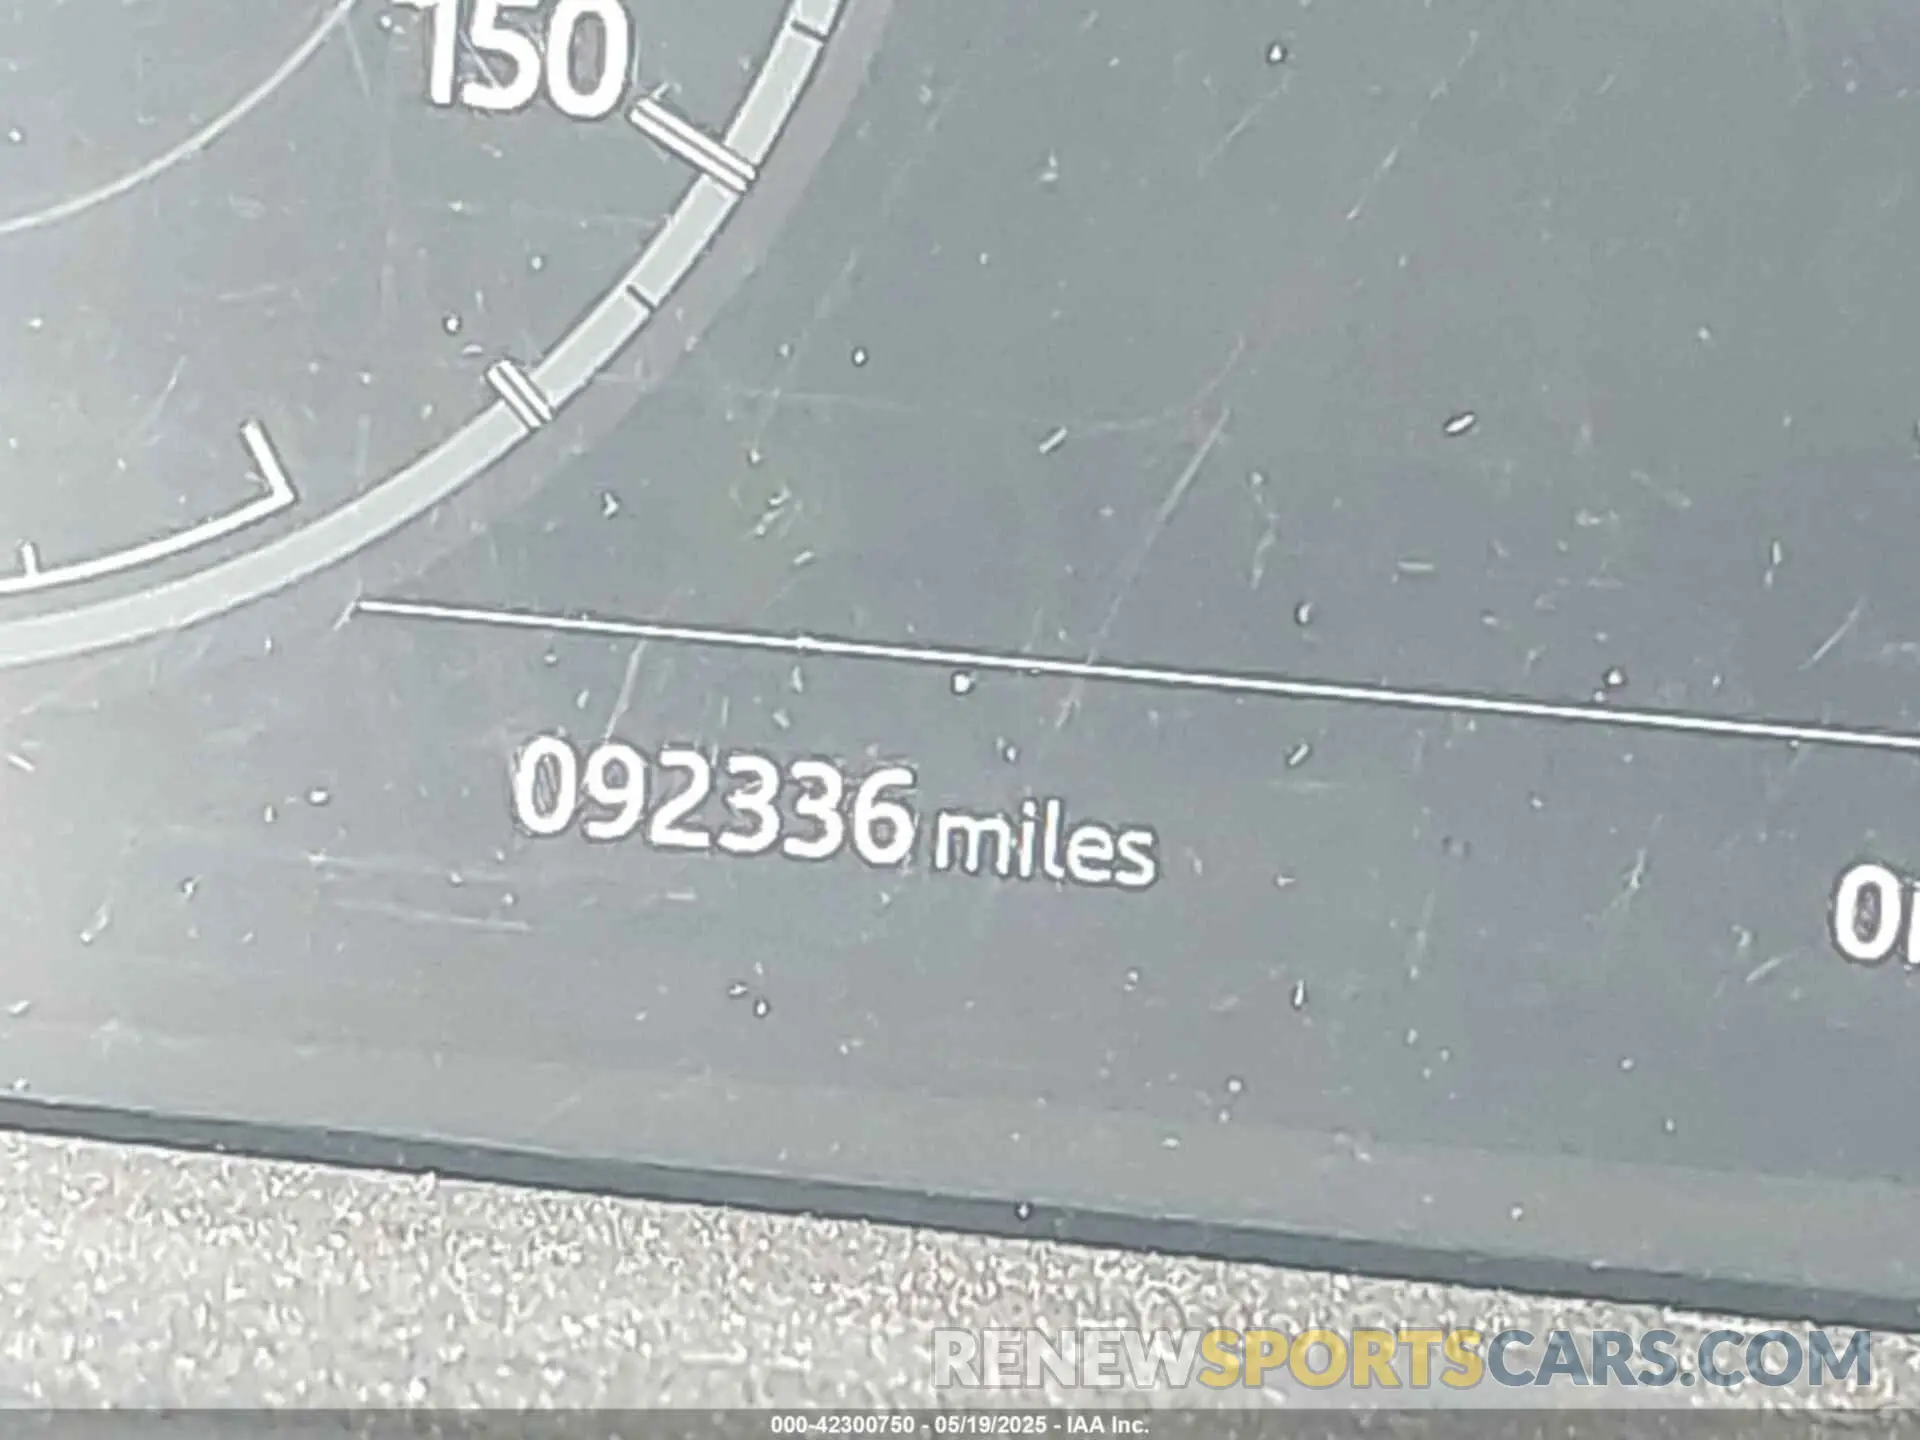 150
092336 miles
RENEWSPORTSCARS.COM
000-42300750 - 05/19/2025 - IAA Inc.